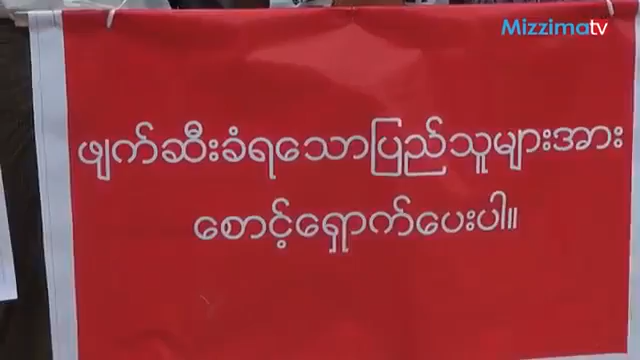 Mizzimatv
ဖျက်ဆီးခံရသောပြည်သူများအား
စောင့်ရှောက်ပေးပါ။